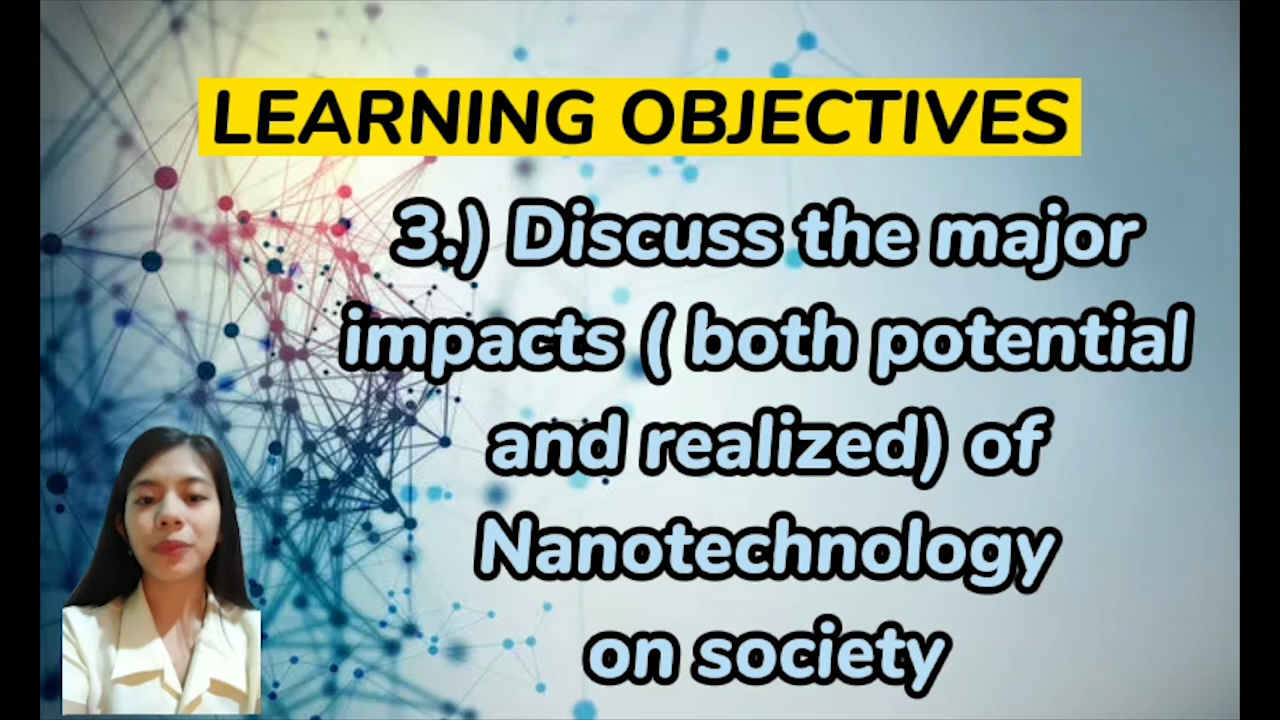 LEARNING OBJECTIVES
3.) Discuss the major
impacts ( both potential
and realized) of
Nanotechnology
on society